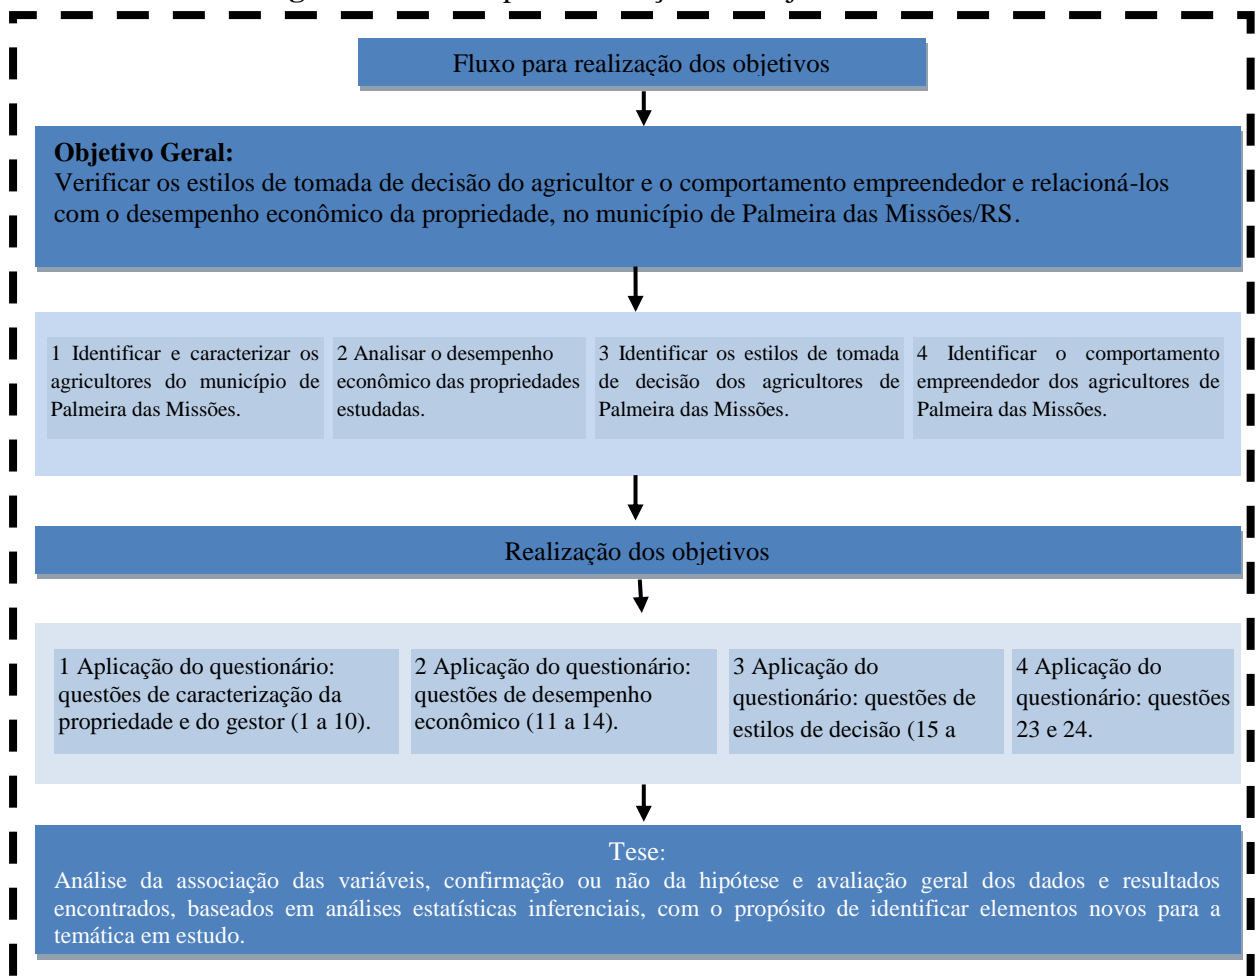 Fluxo para realização dos objetivos
Objetivo Geral:
Verificar os estilos de tomada de decisão do agricultor e o comportamento empreendedor e relacioná-los
com o desempenho econômico da propriedade, no município de Palmeira das Missões/RS.
1 Identificar e caracterizar os
agricultores do município de
Palmeira das Missões.
2 Analisar o desempenho
econômico das propriedades
estudadas.
3 Identificar os estilos de tomada
de decisão dos agricultores de
Palmeira das Missões.
4 Identificar o comportamento
empreendedor dos agricultores de
Palmeira das Missões.
Realização dos objetivos
1 Aplicação do questionário:
questões de caracterização da
propriedade e do gestor (1 a 10).
2 Aplicação do questionário:
questões de desempenho
econômico (11 a 14).
3 Aplicação do
questionário: questões de
estilos de decisão (15 a
4 Aplicação do
questionário: questões
23 e 24.
Tese:
Análise da associação das variáveis, confirmação ou não da hipótese e avaliação geral dos dados e resultados
encontrados, baseados em análises estatísticas inferenciais, com o propósito de identificar elementos novos para a
temática em estudo.